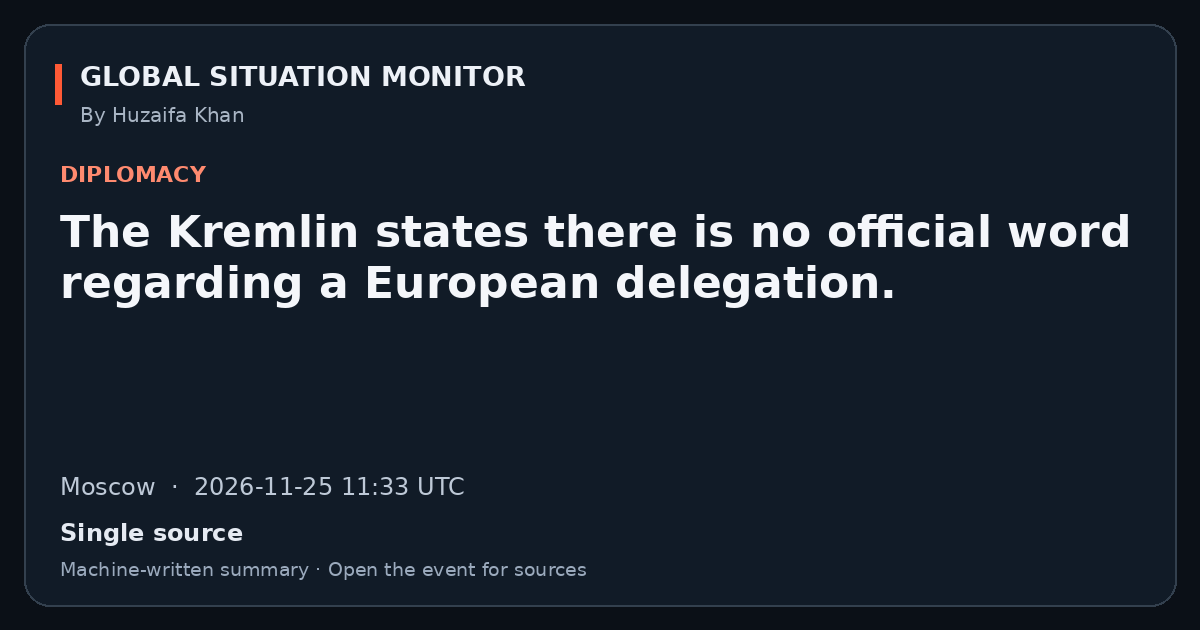 GLOBAL SITUATION MONITOR
By Huzaifa Khan
DIPLOMACY
The Kremlin states there is no official word
regarding a European delegation.
Moscow · 2026-11-25 11:33 UTC
Single source
Machine-written summary · Open the event for sources